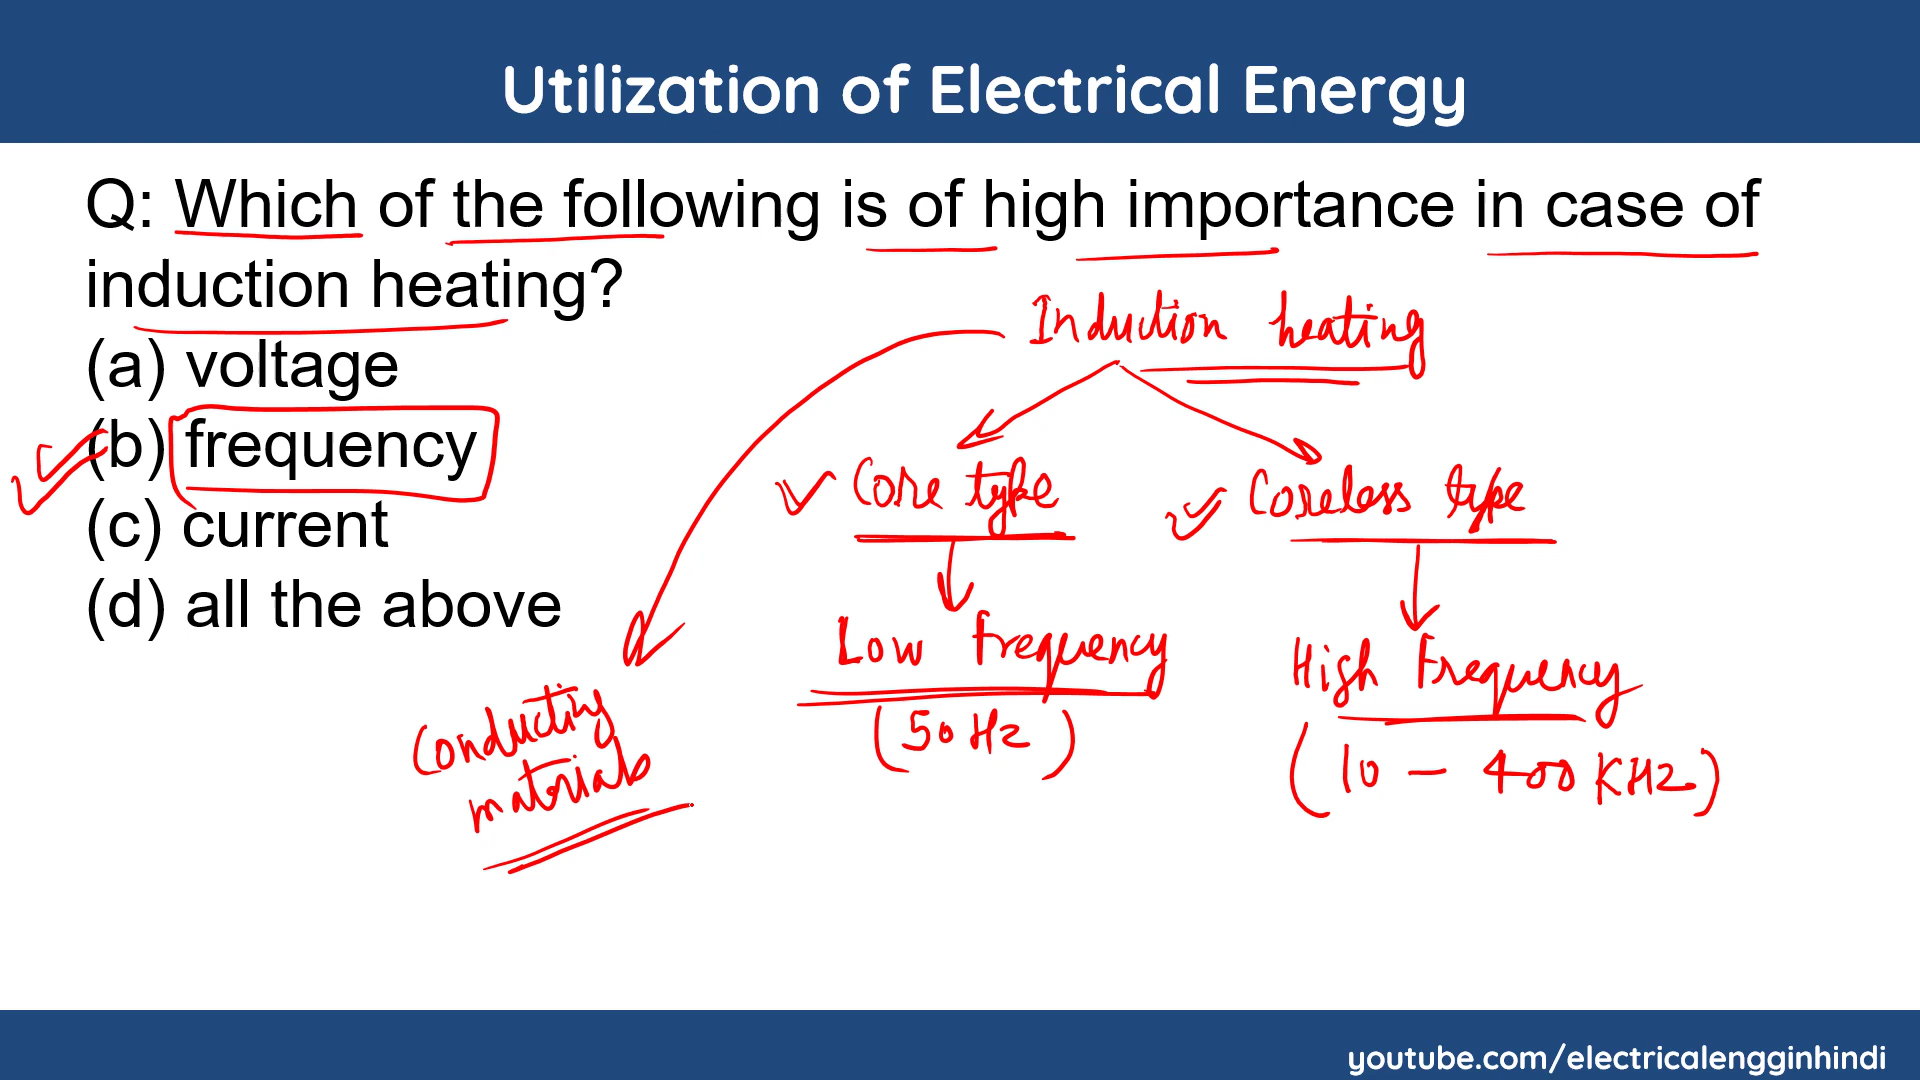 Utilization of Electrical Energy
Q: Which of the following is of high importance in case of
induction heating?
(a) voltage
(b) frequency
(c) current
(d) all the above
Induction heating
Core type
Coreless type
Low Frequency
(50 Hz)
High Frequency
(10 - 400 KHz)
Conducting
materials
youtube.com/electricalengginhindi